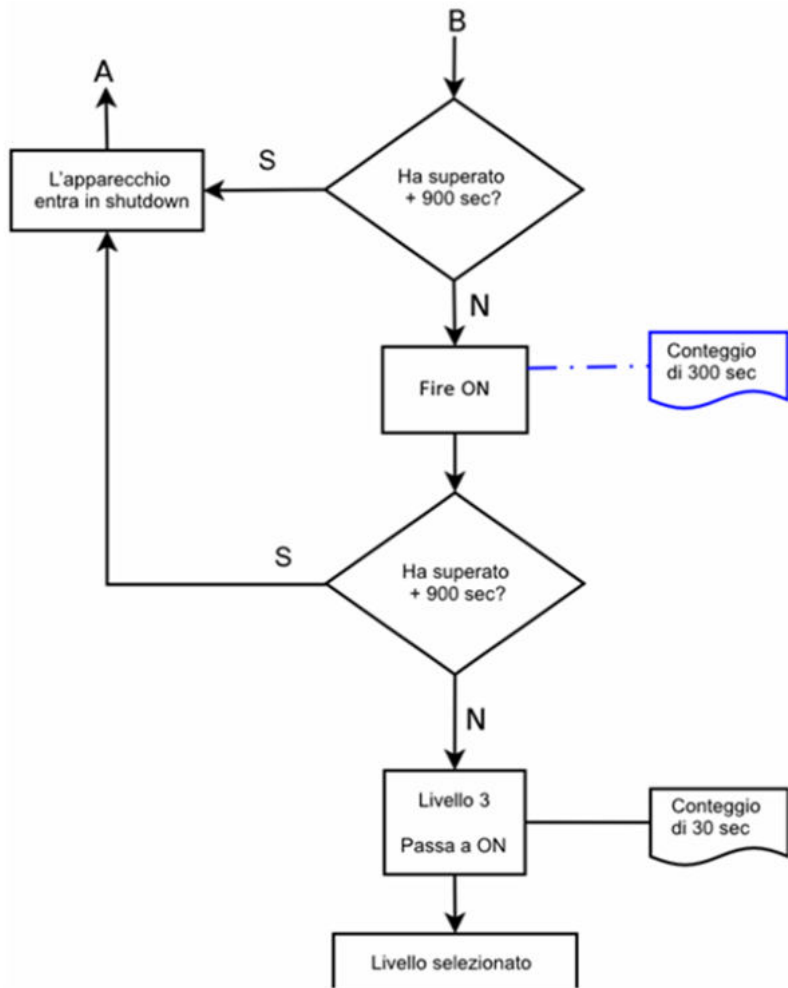 B
A
S
Ha superato
+ 900 sec?
L'apparecchio
entra in shutdown
N
Conteggio
di 300 sec
Fire ON
S
Ha superato
+ 900 sec?
N
Livello 3
Passa a ON
Conteggio
di 30 sec
Livello selezionato